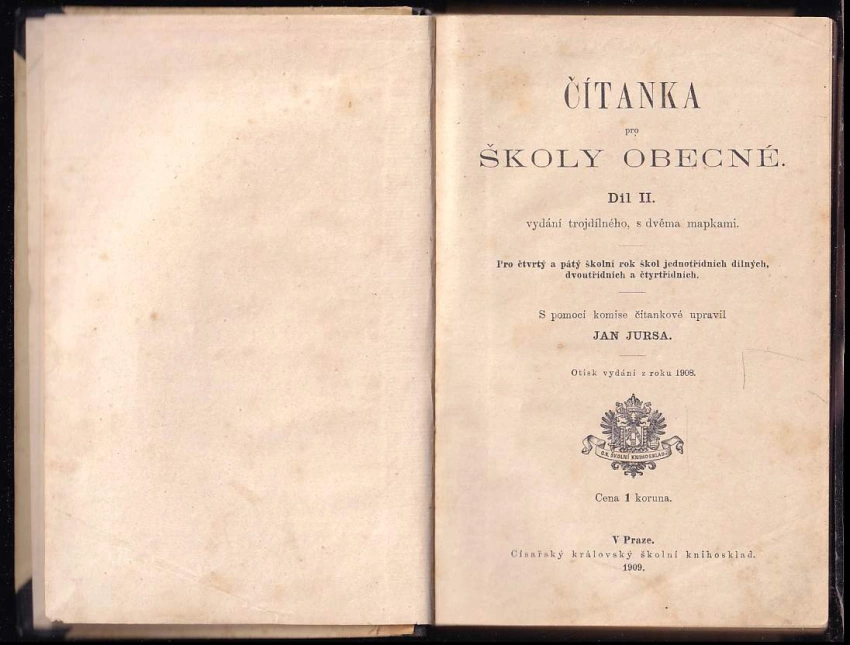 ČÍTANKA
pro
ŠKOLY OBECNÉ.
Díl II.
vydání trojdílného, s dvěma mapkami.
Pro čtvrtý a pátý školní rok škol jednotřídních dílných,
dvoutřídních a čtyrtřídních.
S pomocí komise čítankové upravil
JAN JURSA.
Otisk vydání z roku 1908.
C.K. ŠKOLNÍ KNIHOSKLAD
Cena 1 koruna.
V Praze.
Císařský královský školní knihosklad.
1909.